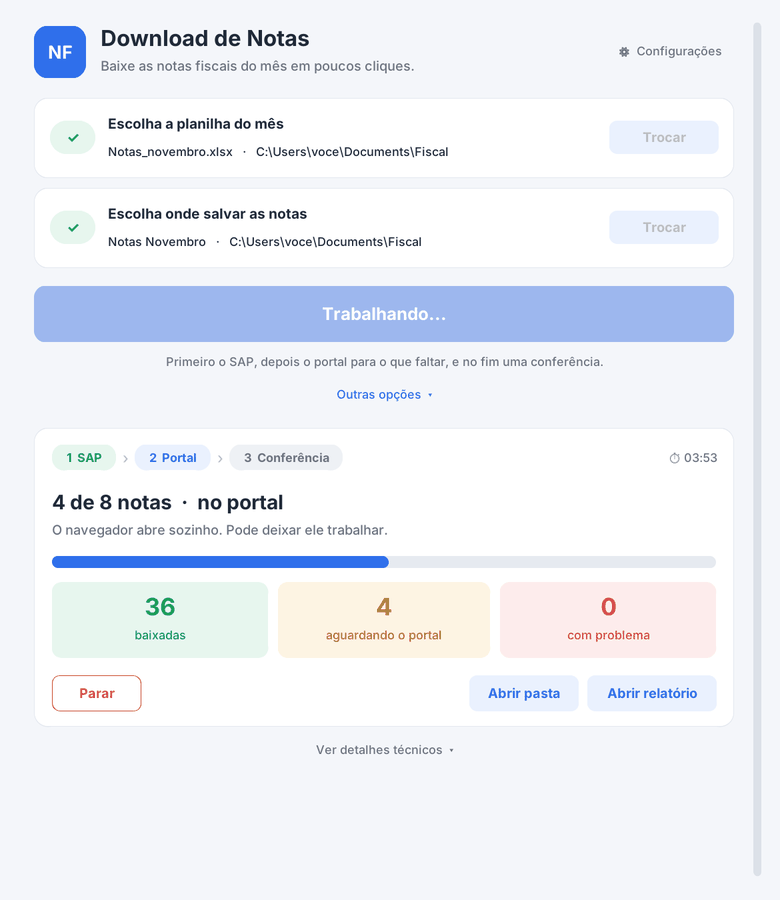 NF
Download de Notas
Baixe as notas fiscais do mês em poucos cliques.
Configurações
✓
Escolha a planilha do mês
Notas_novembro.xlsx · C:\Users\voce\Documents\Fiscal
Trocar
✓
Escolha onde salvar as notas
Notas Novembro · C:\Users\voce\Documents\Fiscal
Trocar
Trabalhando...
Primeiro o SAP, depois o portal para o que faltar, e no fim uma conferência.
Outras opções ▾
1 SAP › 2 Portal › 3 Conferência
03:53
4 de 8 notas · no portal
O navegador abre sozinho. Pode deixar ele trabalhar.
36
baixadas
4
aguardando o portal
0
com problema
Parar
Abrir pasta
Abrir relatório
Ver detalhes técnicos ▾